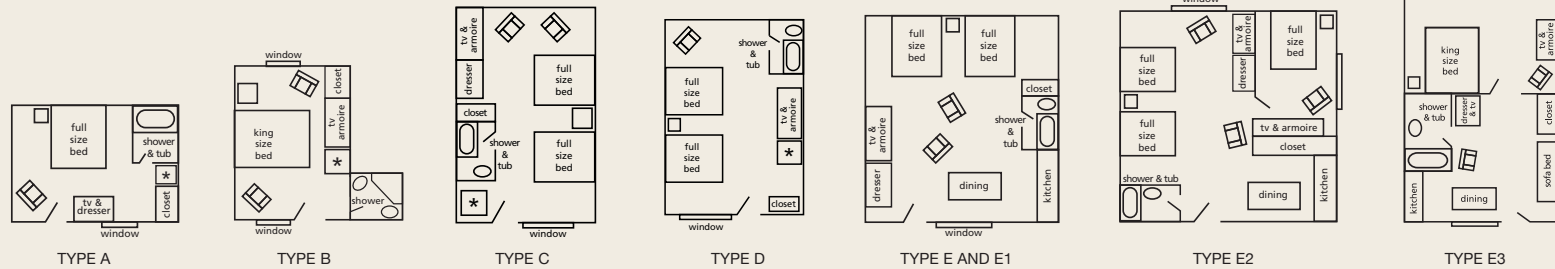 full
size
bed
shower
& tub
*
closet
tv &
dresser
window
TYPE A
window
closet
tv
armoire
king
size
bed
*
shower
window
TYPE B
tv &
armoire
dresser
full
size
bed
closet
shower
&
tub
full
size
bed
*
window
TYPE C
shower
&
tub
full
size
bed
tv &
armoire
full
size
bed
*
closet
window
TYPE D
full
size
bed
full
size
bed
closet
tv &
armoire
shower
&
tub
dresser
dining
kitchen
window
TYPE E AND E1
window
tv &
armoire
full
size
bed
full
size
bed
dresser
full
size
bed
tv & armoire
closet
shower & tub
dining
kitchen
TYPE E2
king
size
bed
tv &
armoire
shower
& tub
dresser
& tv
closet
sofa bed
kitchen
dining
TYPE E3